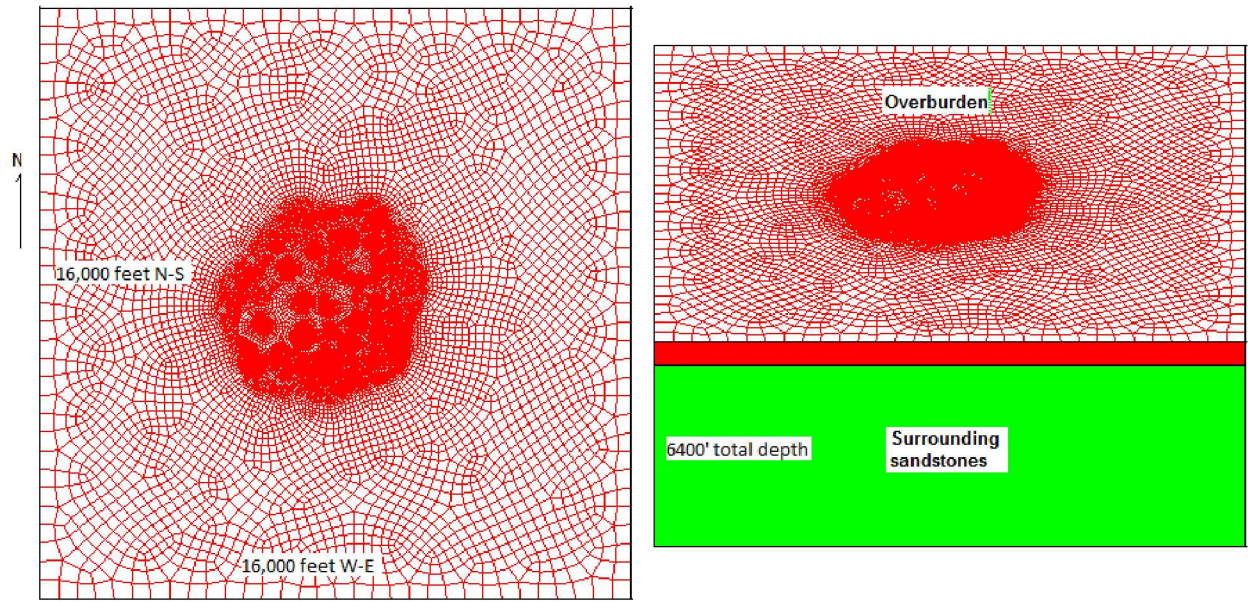 N
16,000 feet N-S
16,000 feet W-E
Overburden
6400' total depth
Surrounding
sandstones